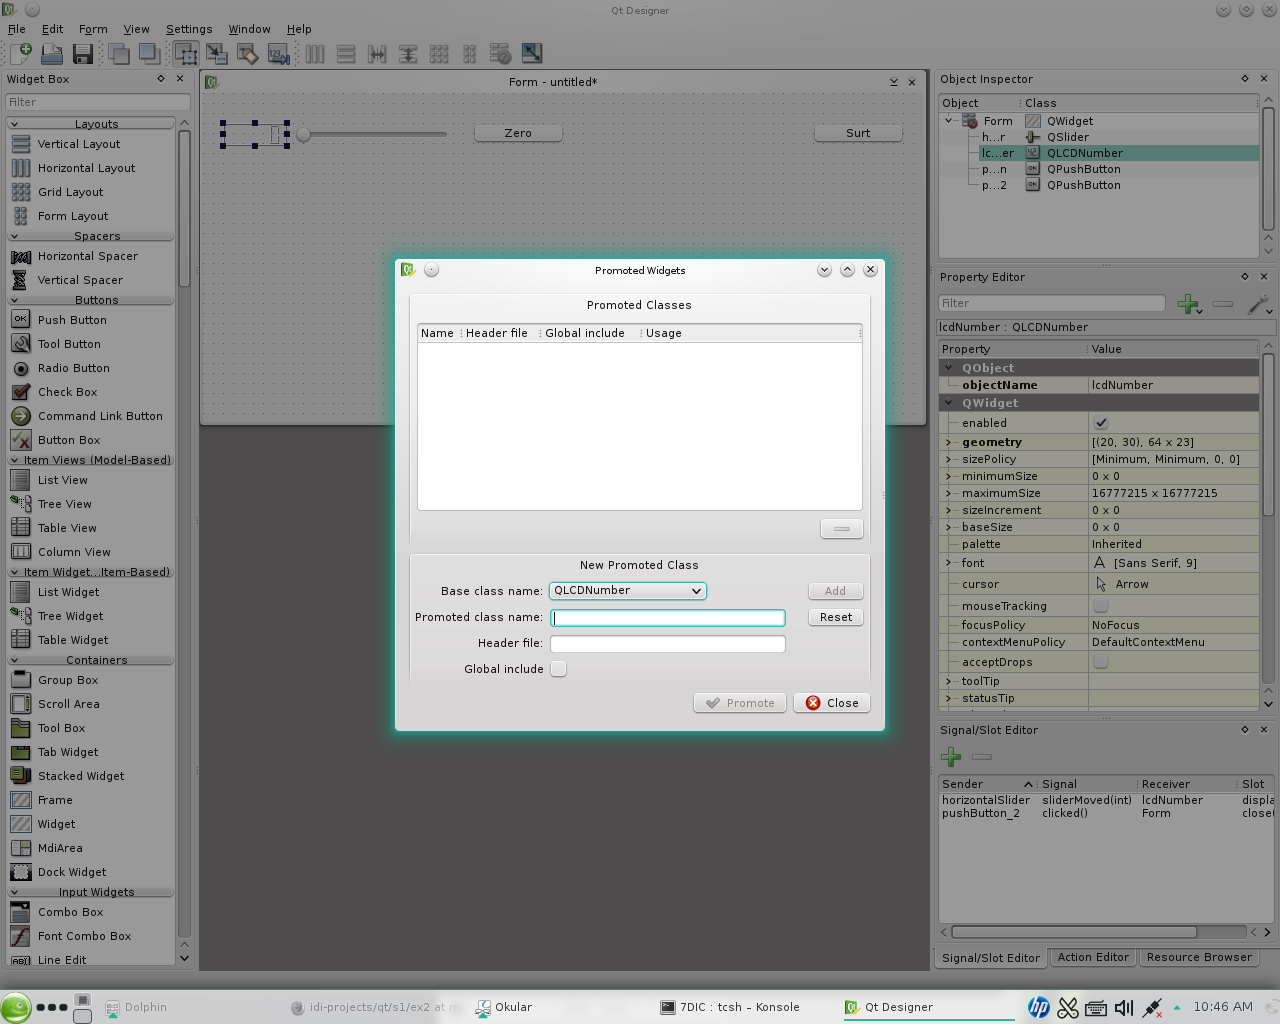 Qt Designer
File Edit Form View Settings Window Help
Widget Box
Filter
Layouts
Vertical Layout
Horizontal Layout
Grid Layout
Form Layout
Spacers
Horizontal Spacer
Vertical Spacer
Buttons
Push Button
Tool Button
Radio Button
Check Box
Command Link Button
Button Box
Item Views (Model-Based)
List View
Tree View
Table View
Column View
Item Widget...Item-Based)
List Widget
Tree Widget
Table Widget
Containers
Group Box
Scroll Area
Tool Box
Tab Widget
Stacked Widget
Frame
Widget
MdiArea
Dock Widget
Input Widgets
Combo Box
Font Combo Box
Line Edit
Form - untitled*
Zero Surt
Promoted Widgets
Promoted Classes
Name Header file Global include Usage
New Promoted Class
Base class name: QLCDNumber Add
Promoted class name: Reset
Header file:
Global include
Promote Close
Object Inspector
Object Class
Form QWidget
h...r QSlider
lc...er QLCDNumber
p...n QPushButton
p...2 QPushButton
Property Editor
Filter
lcdNumber : QLCDNumber
Property Value
QObject
objectName lcdNumber
QWidget
enabled
geometry [(20, 30), 64 x 23]
sizePolicy [Minimum, Minimum, 0, 0]
minimumSize 0 x 0
maximumSize 16777215 x 16777215
sizeIncrement 0 x 0
baseSize 0 x 0
palette Inherited
font A [Sans Serif, 9]
cursor Arrow
mouseTracking
focusPolicy NoFocus
contextMenuPolicy DefaultContextMenu
acceptDrops
toolTip
statusTip
Signal/Slot Editor
Sender Signal Receiver Slot
horizontalSlider sliderMoved(int) lcdNumber displa
pushButton_2 clicked() Form close(
Signal/Slot Editor Action Editor Resource Browser
Dolphin idi-projects/qt/s1/ex2 at Okular 7DIC : tcsh – Konsole Qt Designer hp 10:46 AM